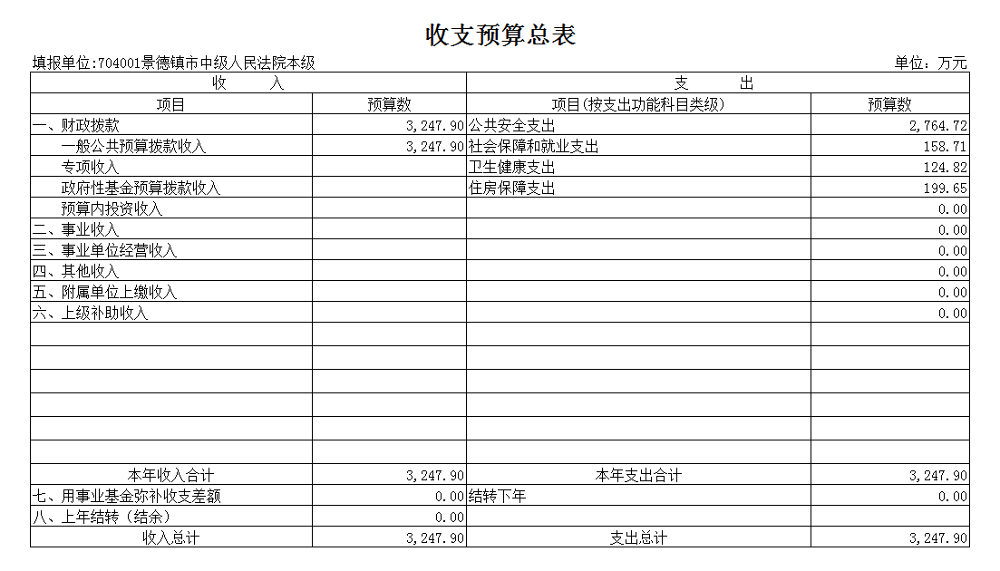 收支预算总表
填报单位:704001景德镇市中级人民法院本级 单位：万元
收 入 支 出
项目 预算数 项目(按支出功能科目类级) 预算数
一、财政拨款 3,247.90 公共安全支出 2,764.72
一般公共预算拨款收入 3,247.90 社会保障和就业支出 158.71
专项收入 卫生健康支出 124.82
政府性基金预算拨款收入 住房保障支出 199.65
预算内投资收入 0.00
二、事业收入 0.00
三、事业单位经营收入 0.00
四、其他收入 0.00
五、附属单位上缴收入 0.00
六、上级补助收入 0.00
本年收入合计 3,247.90 本年支出合计 3,247.90
七、用事业基金弥补收支差额 0.00 结转下年 0.00
八、上年结转（结余） 0.00
收入总计 3,247.90 支出总计 3,247.90